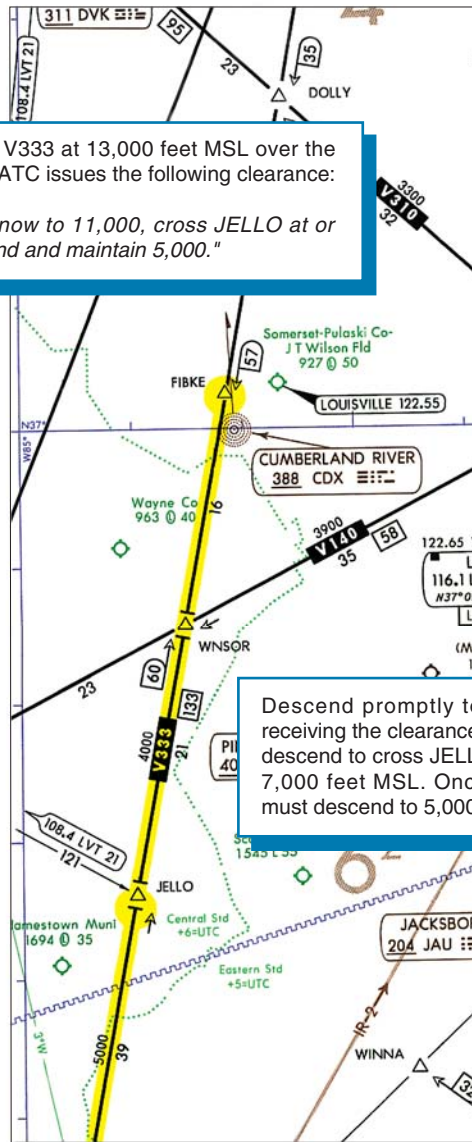 311 DVK
95
108.4 LVT 21
23
35
DOLLY
V333 at 13,000 feet MSL over the
ATC issues the following clearance:
now to 11,000, cross JELLO at or
nd and maintain 5,000."
3300
V310
32
57
Somerset-Pulaski Co-
J T Wilson Fld
927 50
FIBKE
LOUISVILLE 122.55
N37°
W85°
CUMBERLAND RIVER
388 CDX
Wayne Co
963 40
16
3900
V140
35
58
122.65
116.1
WNSOR
60
133
23
4000
V333
21
Descend promptly
receiving the clearance
descend to cross
7,000 feet MSL.
must descend to
108.4 LVT 21
121
JELLO
Jamestown Muni
1694 35
Central Std
+6=UTC
Eastern Std
+5=UTC
204 JAU
3°W
IR-2
5000
39
WINNA